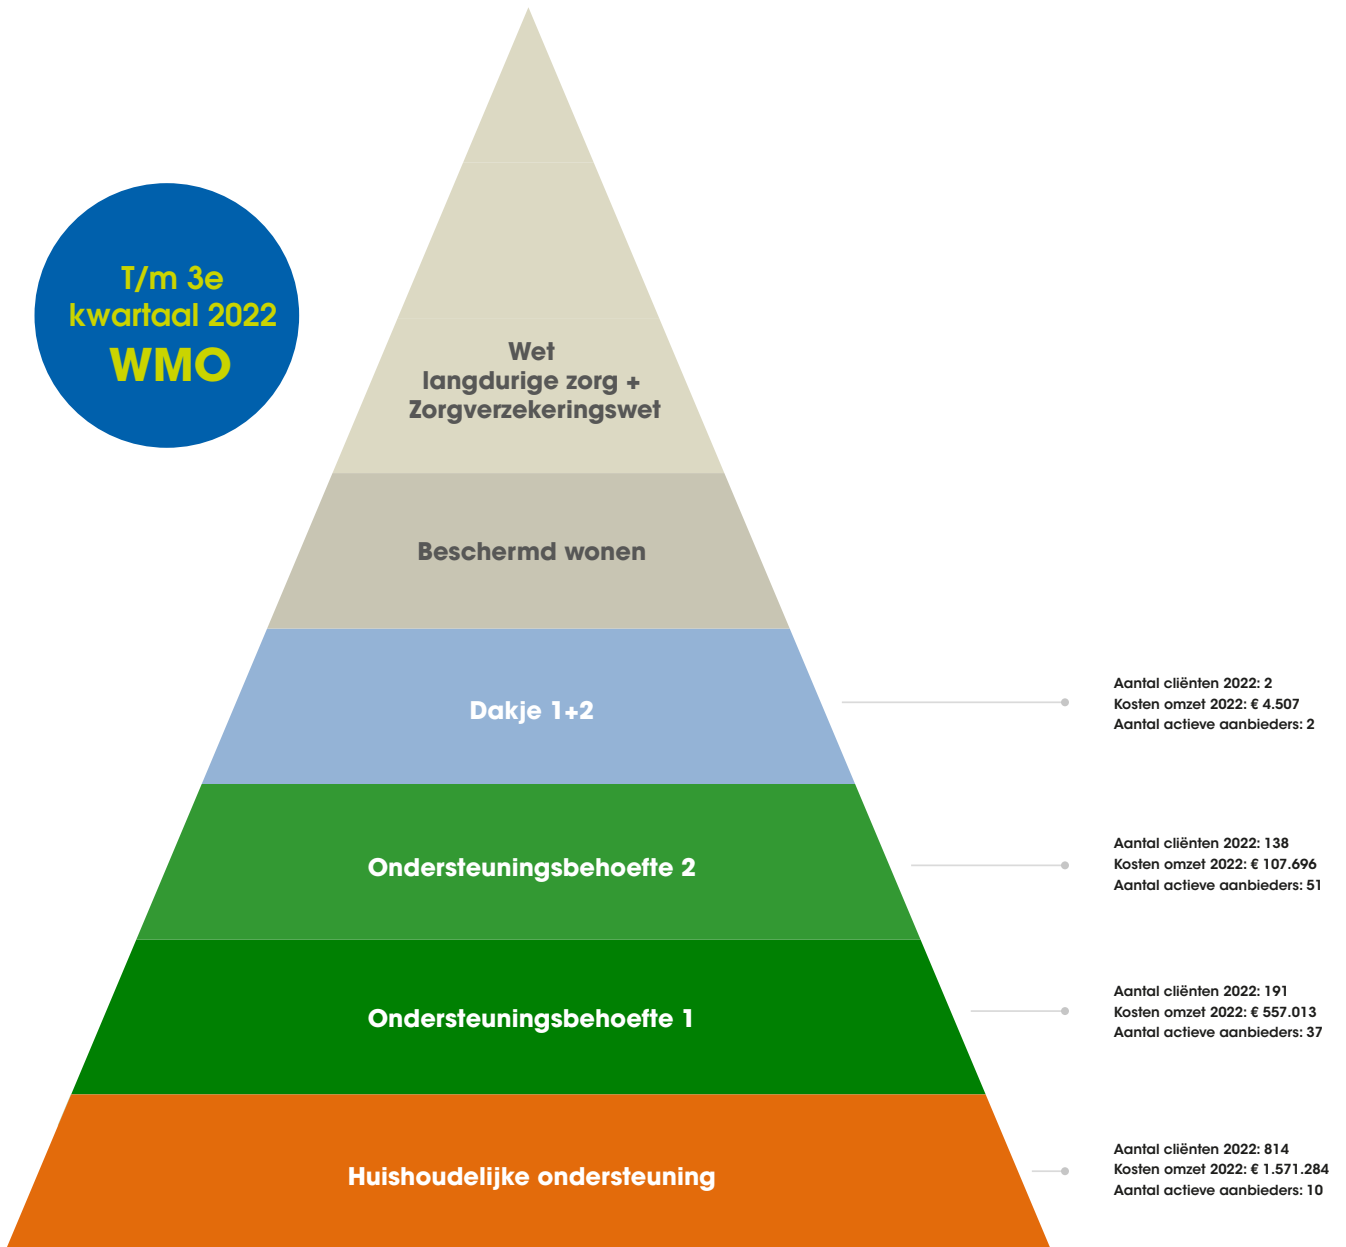 T/m 3e
kwartaal 2022
WMO
Wet
langdurige zorg +
Zorgverzekeringswet
Beschermd wonen
Dakje 1+2
Aantal cliënten 2022: 2
Kosten omzet 2022: € 4.507
Aantal actieve aanbieders: 2
Ondersteuningsbehoefte 2
Aantal cliënten 2022: 138
Kosten omzet 2022: € 107.696
Aantal actieve aanbieders: 51
Ondersteuningsbehoefte 1
Aantal cliënten 2022: 191
Kosten omzet 2022: € 557.013
Aantal actieve aanbieders: 37
Huishoudelijke ondersteuning
Aantal cliënten 2022: 814
Kosten omzet 2022: € 1.571.284
Aantal actieve aanbieders: 10